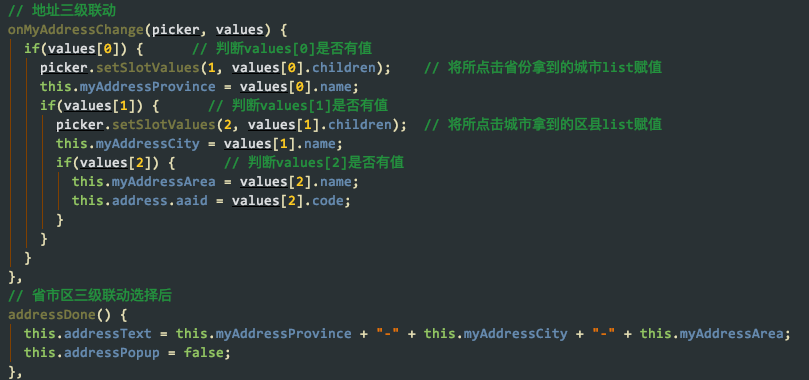 // 地址三级联动
onMyAddressChange(picker, values) {
  if(values[0]) {      // 判断values[0]是否有值
    picker.setSlotValues(1, values[0].children);    // 将所点击省份拿到的城市list赋值
    this.myAddressProvince = values[0].name;
    if(values[1]) {      // 判断values[1]是否有值
      picker.setSlotValues(2, values[1].children);  // 将所点击城市拿到的区县list赋值
      this.myAddressCity = values[1].name;
      if(values[2]) {      // 判断values[2]是否有值
        this.myAddressArea = values[2].name;
        this.address.aaid = values[2].code;
      }
    }
  }
},
// 省市区三级联动选择后
addressDone() {
  this.addressText = this.myAddressProvince + "-" + this.myAddressCity + "-" + this.myAddressArea;
  this.addressPopup = false;
},